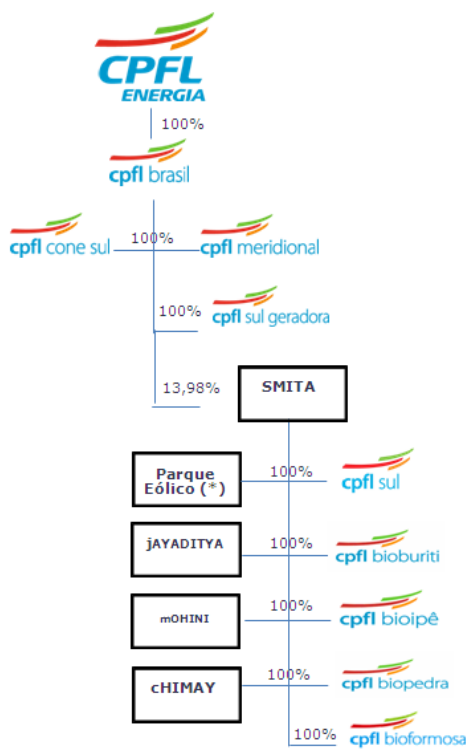 CPFL
ENERGIA
100%
cpfl brasil
cpfl cone sul
100%
cpfl meridional
100%
cpfl sul geradora
13,98%
SMITA
Parque
Eólico (*)
100%
cpfl sul
jAYADITYA
100%
cpfl bioburiti
mOHINI
100%
cpfl bioipê
cHIMAY
100%
cpfl biopedra
100%
cpfl bioformosa